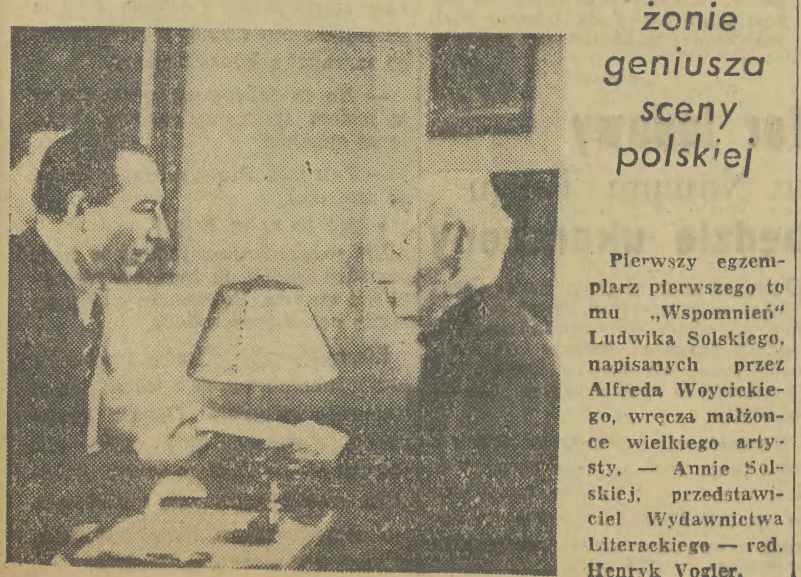 żonie
geniusza
sceny
polskiej
Pierwszy egzem-
plarz pierwszego to
mu „Wspomnień“
Ludwika Solskiego,
napisanych przez
Alfreda Woycickie-
go, wręcza małżon-
ce wielkiego arty-
sty, — Annie Sol-
skiej, przedstawi-
ciel Wydawnictwa
Literackiego — red.
Henryk Vogler.